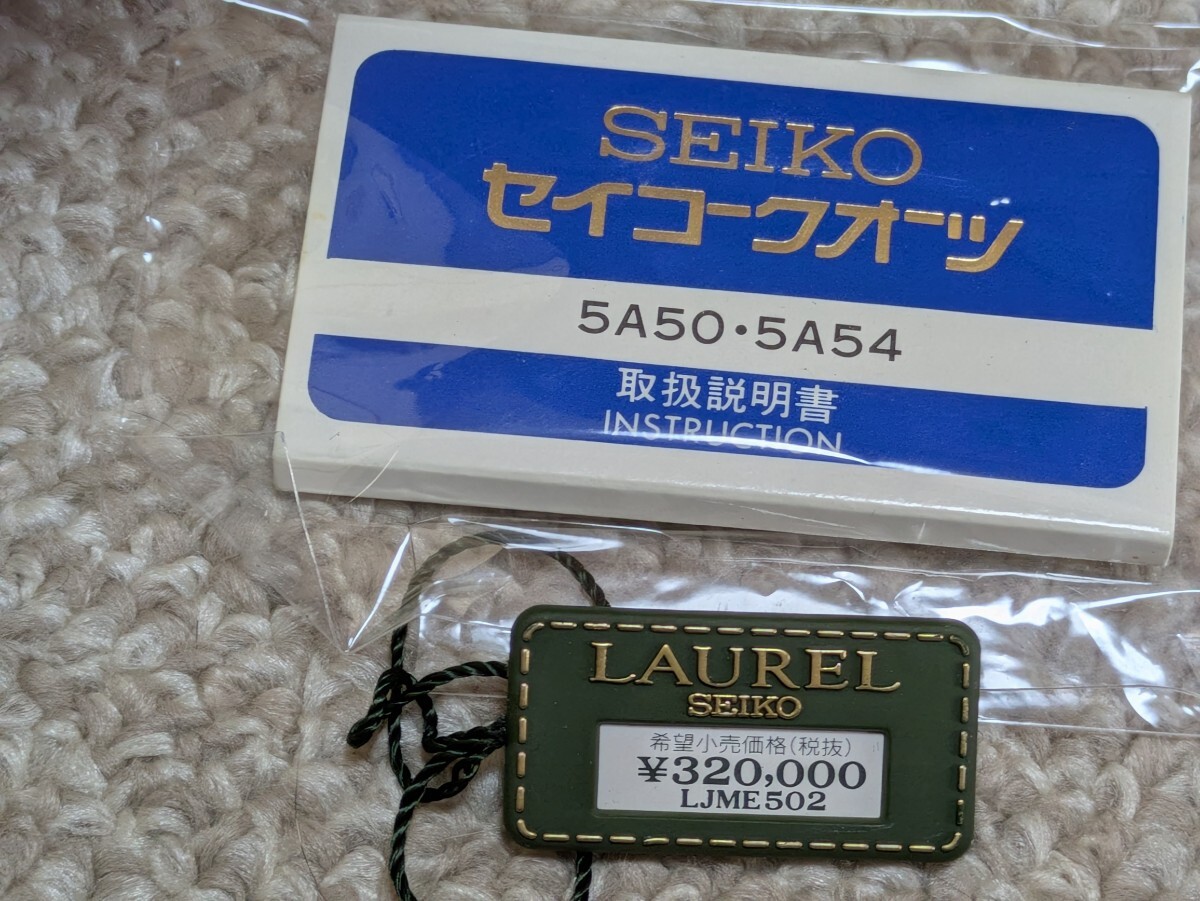 SEIKO
セイコークオーツ
5A50・5A54
取扱説明書
INSTRUCTION
LAUREL
SEIKO
希望小売価格(税抜)
¥320,000
LJME502